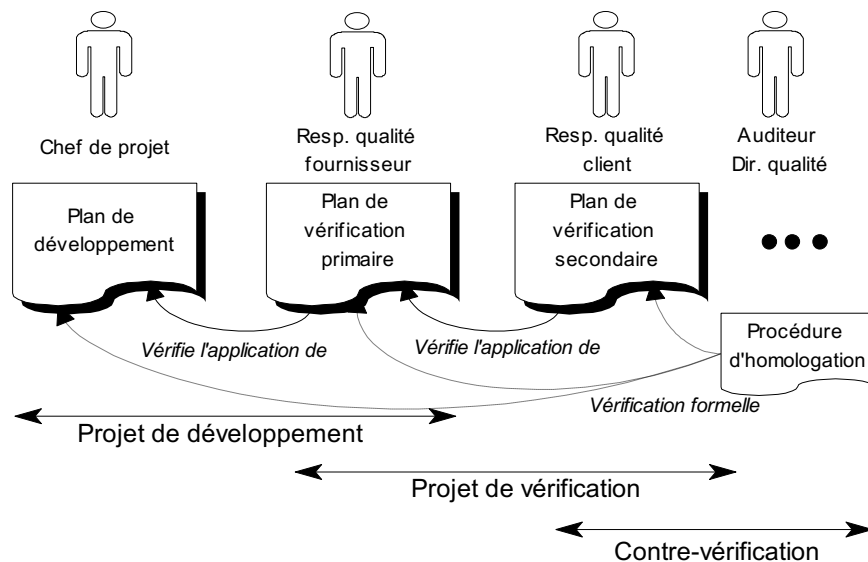 Chef de projet
Resp. qualité
fournisseur
Resp. qualité
client
Auditeur
Dir. qualité
Plan de
développement
Plan de
vérification
primaire
Plan de
vérification
secondaire
Procédure
d'homologation
Vérifie l'application de
Vérifie l'application de
Vérification formelle
Projet de développement
Projet de vérification
Contre-vérification